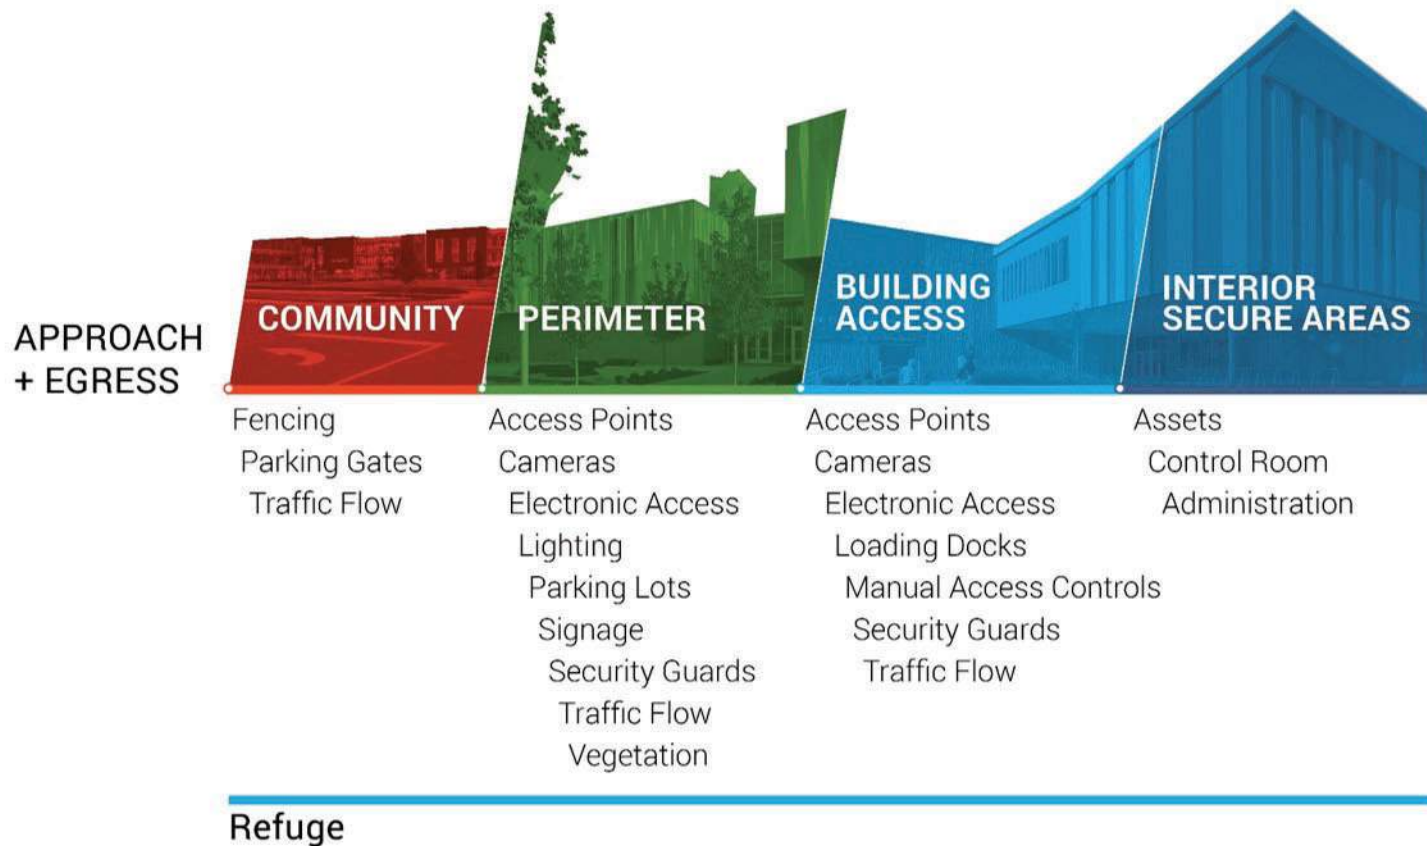 APPROACH
+ EGRESS
COMMUNITY
Fencing
Parking Gates
Traffic Flow
PERIMETER
Access Points
Cameras
Electronic Access
Lighting
Parking Lots
Signage
Security Guards
Traffic Flow
Vegetation
BUILDING
ACCESS
Access Points
Cameras
Electronic Access
Loading Docks
Manual Access Controls
Security Guards
Traffic Flow
INTERIOR
SECURE AREAS
Assets
Control Room
Administration
Refuge